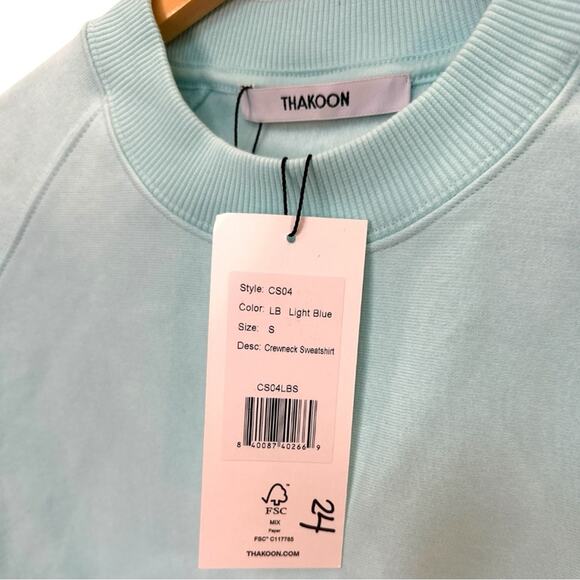 THAKOON
Style: CS04
Color: LB Light Blue
Size: S
Desc: Crewneck Sweatshirt
CS04LBS
8 40087 40266 9
FSC
MIX
Paper
FSC® C117785
24
THAKOON.COM